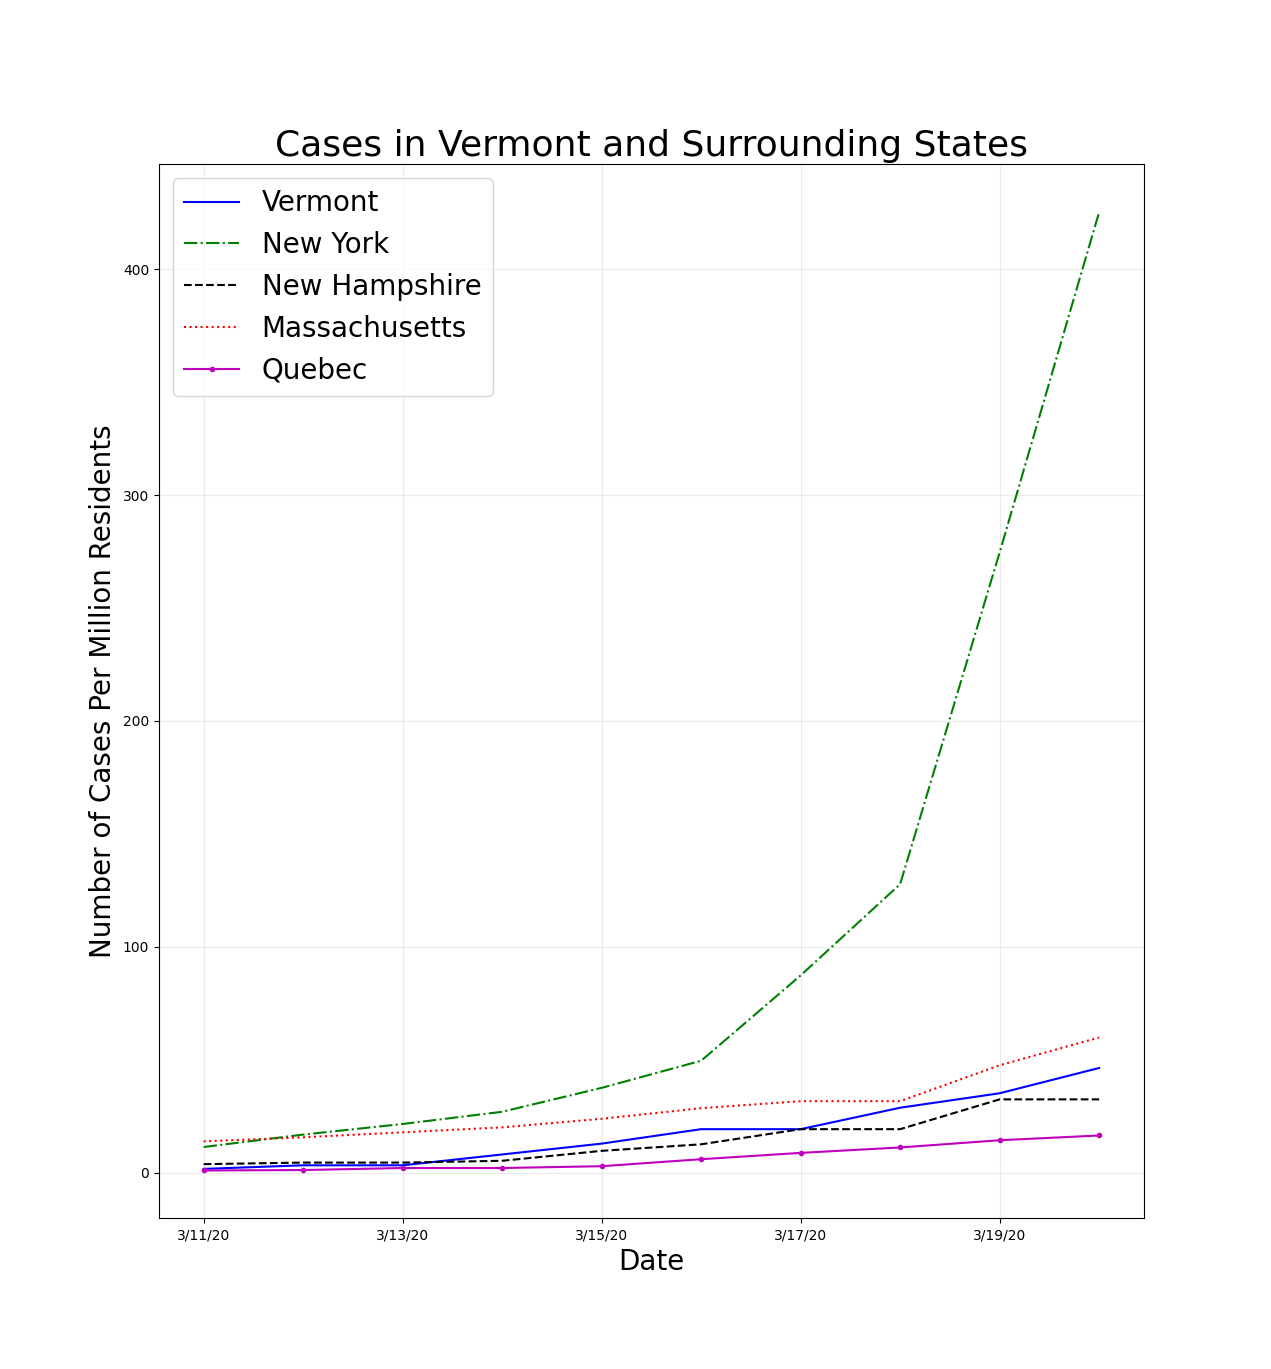 Cases in Vermont and Surrounding States
Vermont
New York
New Hampshire
Massachusetts
Quebec
Number of Cases Per Million Residents
400
300
200
100
0
3/11/20 3/13/20 3/15/20 3/17/20 3/19/20
Date